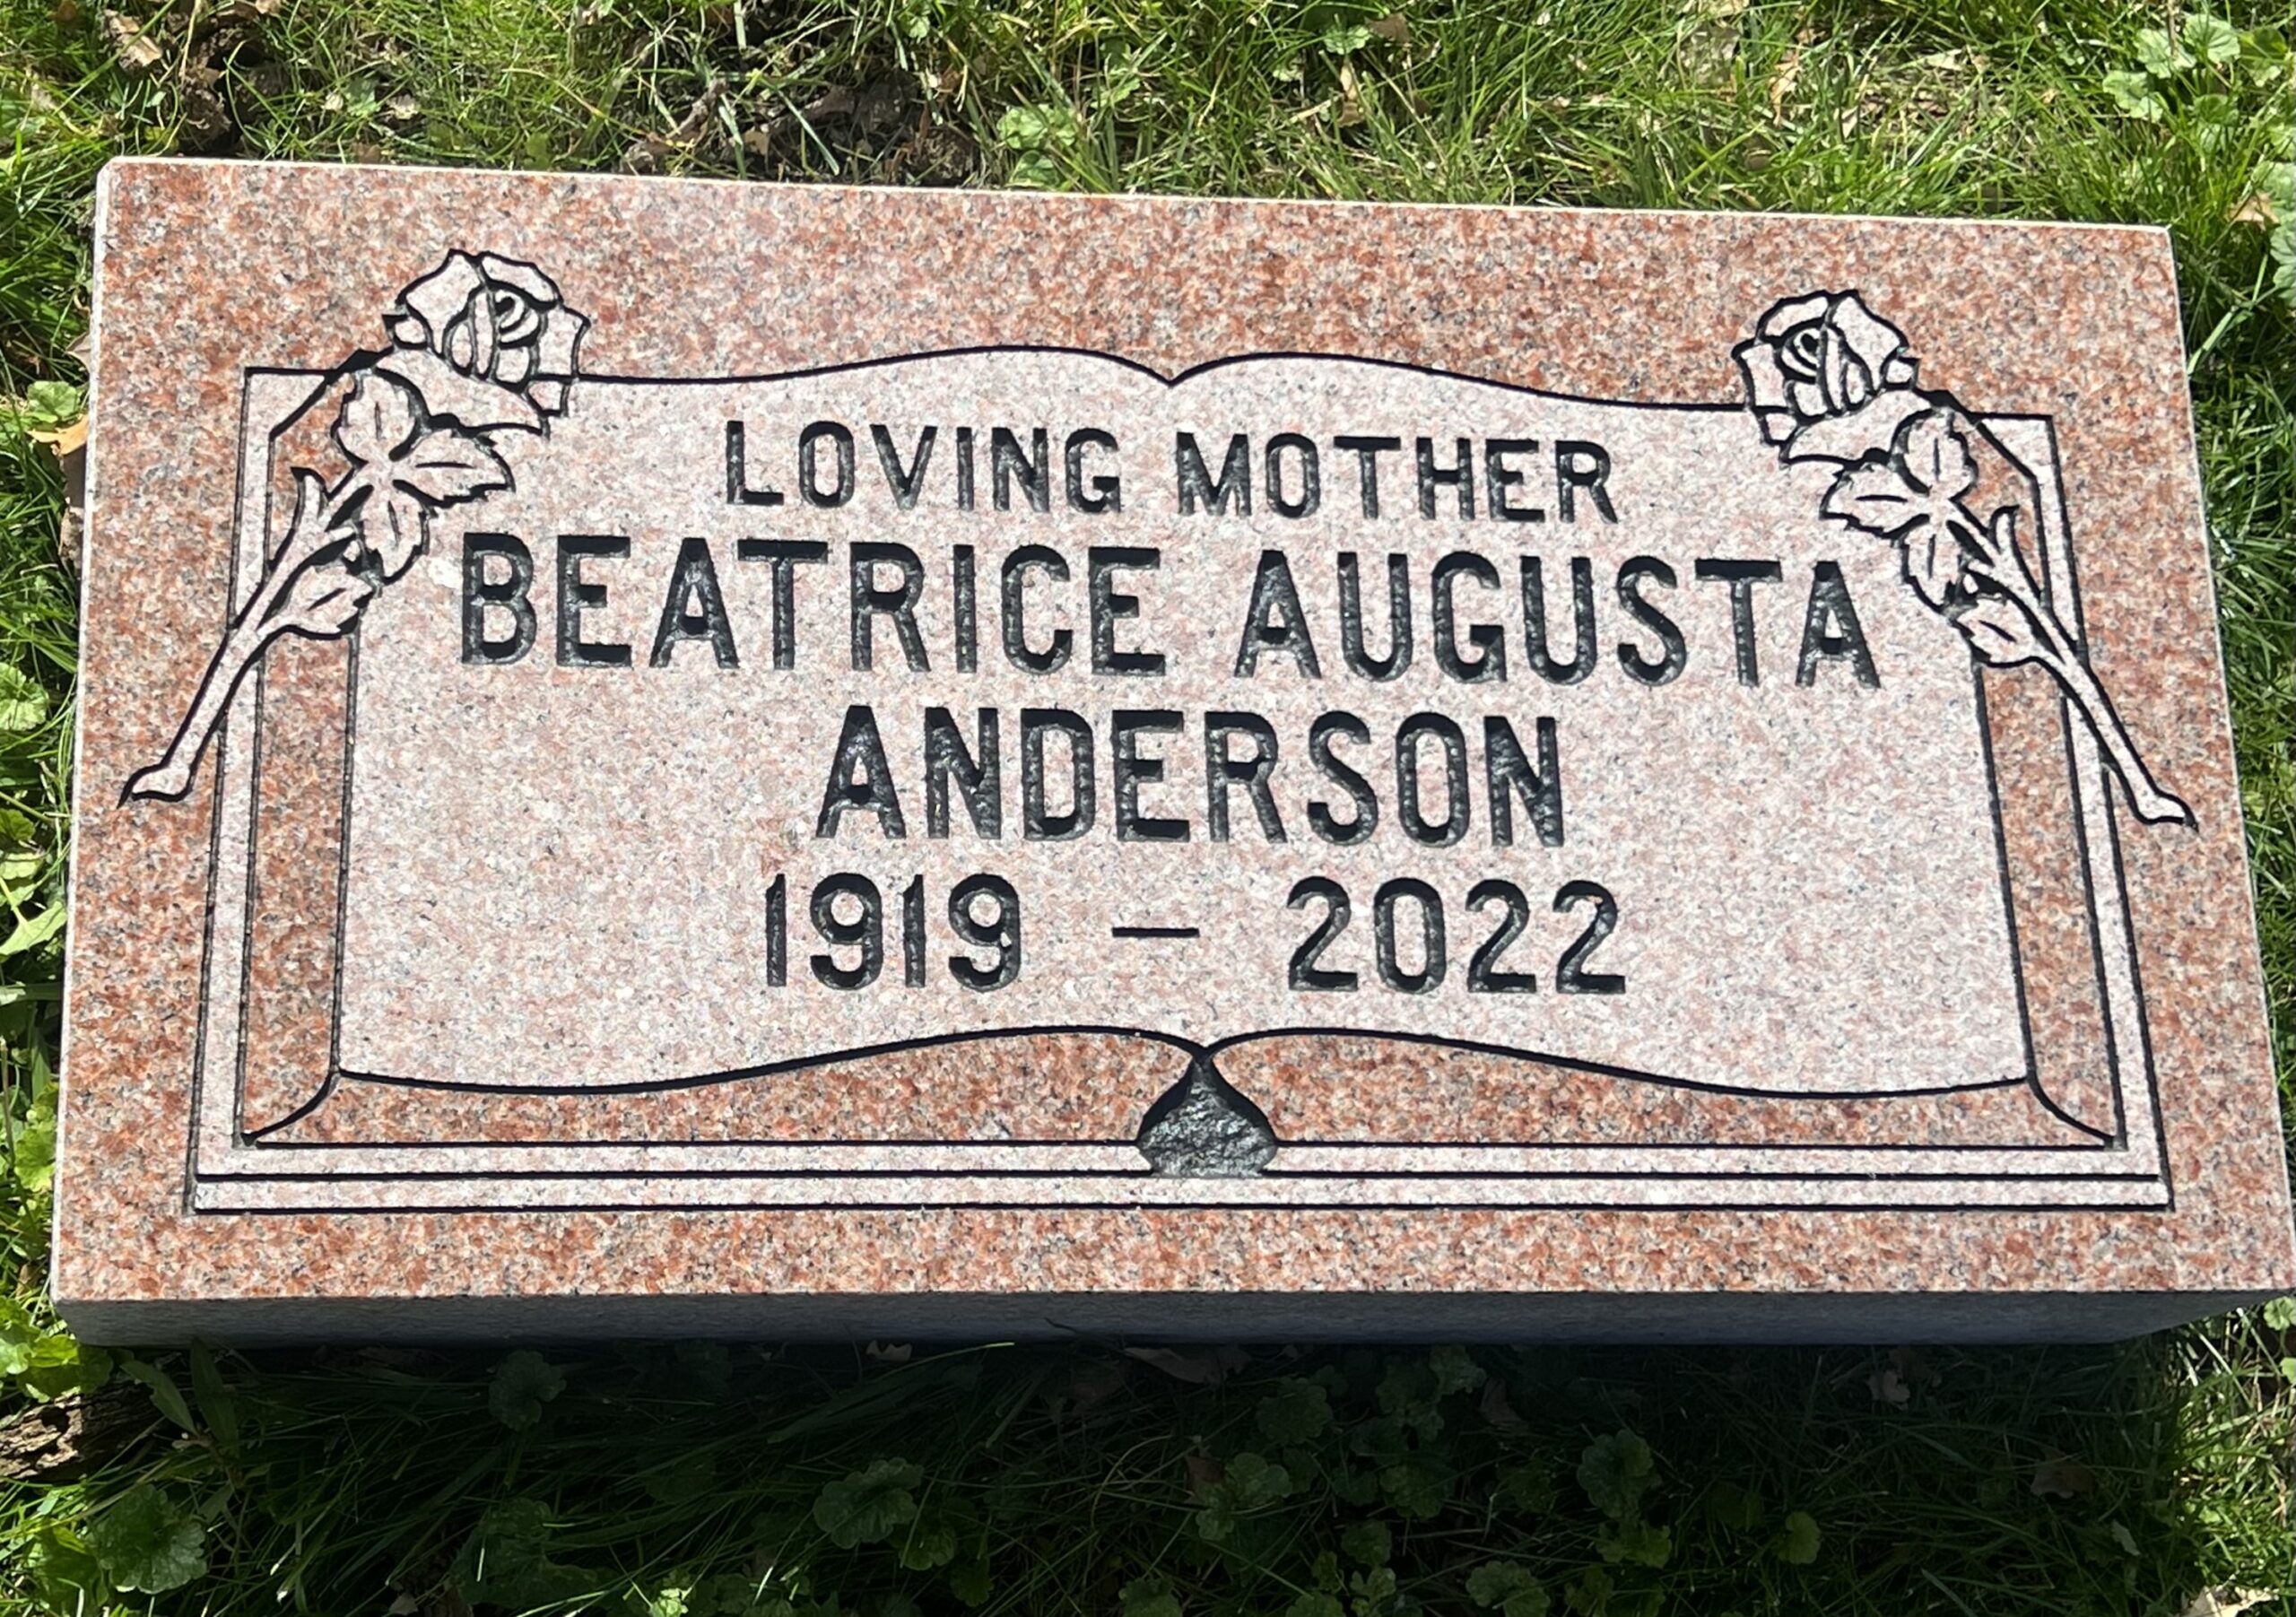 LOVING MOTHER
BEATRICE AUGUSTA
ANDERSON
1919 — 2022